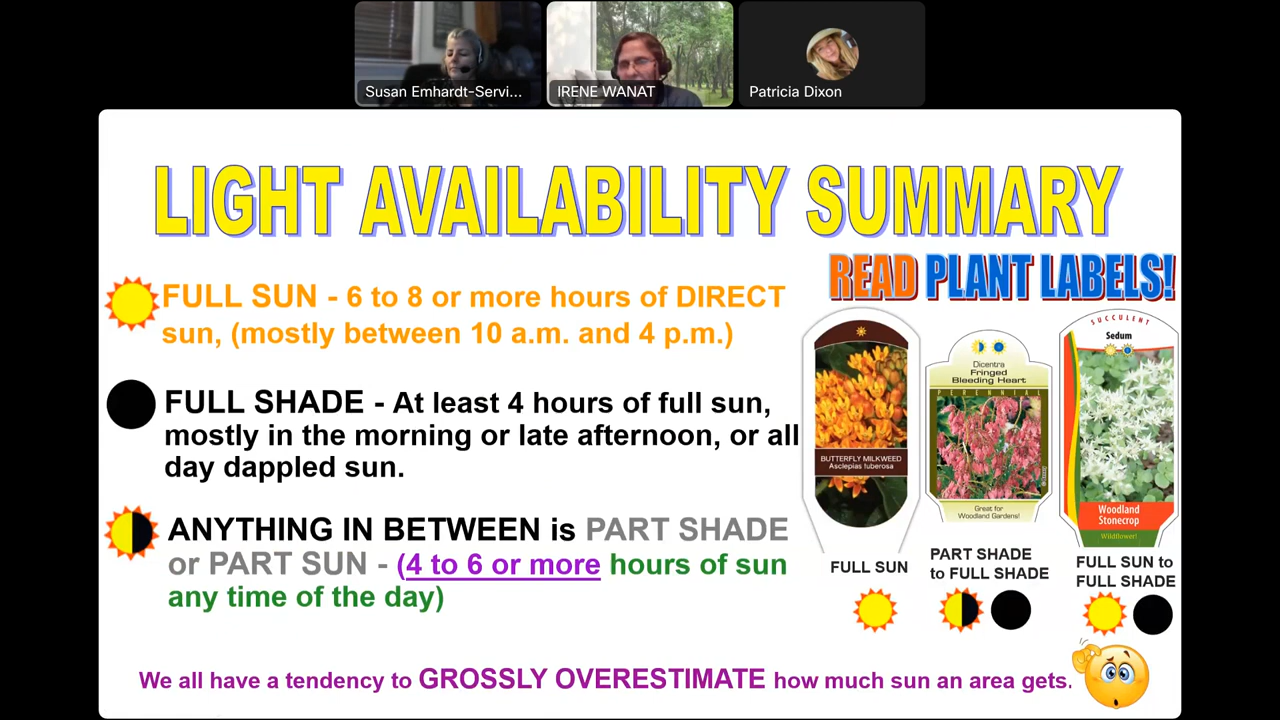 Susan Emhardt-Servi...
IRENE WANAT
Patricia Dixon
LIGHT AVAILABILITY SUMMARY
READ PLANT LABELS!
FULL SUN - 6 to 8 or more hours of DIRECT
sun, (mostly between 10 a.m. and 4 p.m.)
FULL SHADE - At least 4 hours of full sun,
mostly in the morning or late afternoon, or all
day dappled sun.
ANYTHING IN BETWEEN is PART SHADE
or PART SUN - (4 to 6 or more hours of sun
any time of the day)
BUTTERFLY MILKWEED
Asclepias tuberosa
FULL SUN
Dicentra
Fringed
Bleeding Heart
PERENNIAL
Great for
Woodland Gardens!
PART SHADE
to FULL SHADE
SUCCULENT
Sedum
Woodland
Stonecrop
Wildflower!
FULL SUN to
FULL SHADE
We all have a tendency to GROSSLY OVERESTIMATE how much sun an area gets.